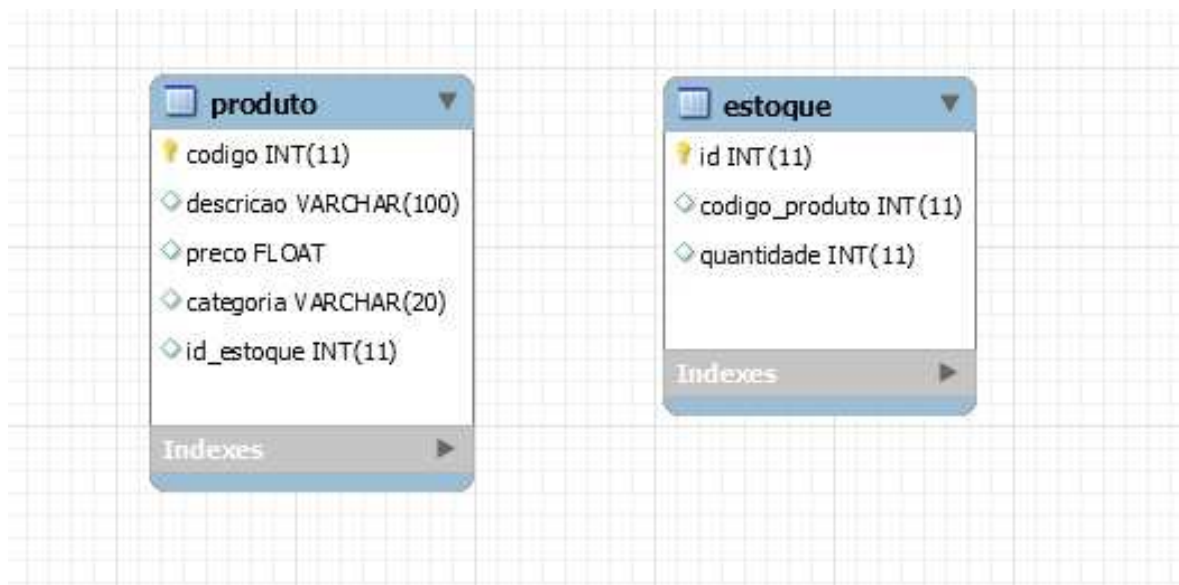 produto
codigo INT(11)
descricao VARCHAR(100)
preco FLOAT
categoria VARCHAR(20)
id_estoque INT(11)
Indexes
estoque
id INT(11)
codigo_produto INT(11)
quantidade INT(11)
Indexes